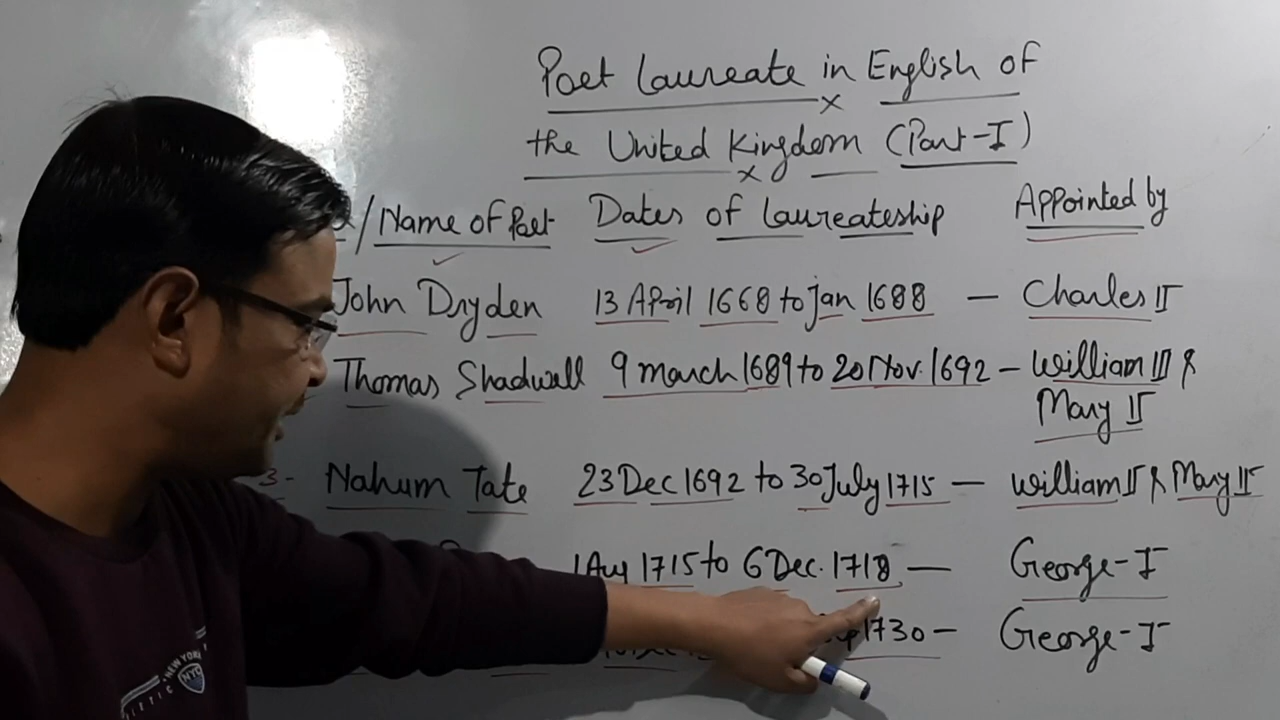 Poet Laureate in English of
the United Kingdom (Part-I)
/Name of Poet Dates of Laureateship Appointed by
John Dryden 13 April 1668 to Jan 1688 — Charles II
Thomas Shadwell 9 march 1689 to 20 Nov. 1692 — William III &
Mary II
3- Nahum Tate 23 Dec 1692 to 30 July 1715 — William II & Mary II
1 Aug 1715 to 6 Dec. 1718 — George-I
1730 — George-I
NEW YORK
NYC